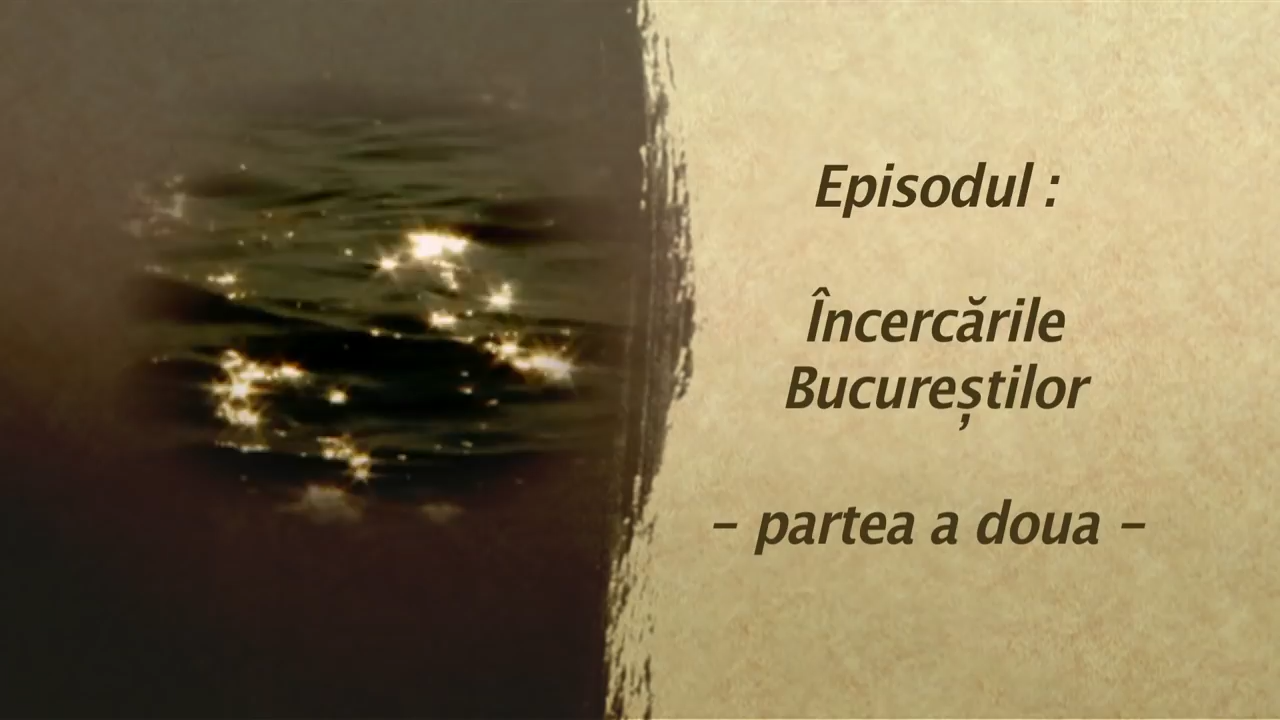 Episodul :
Încercările
Bucureștilor
– partea a doua –